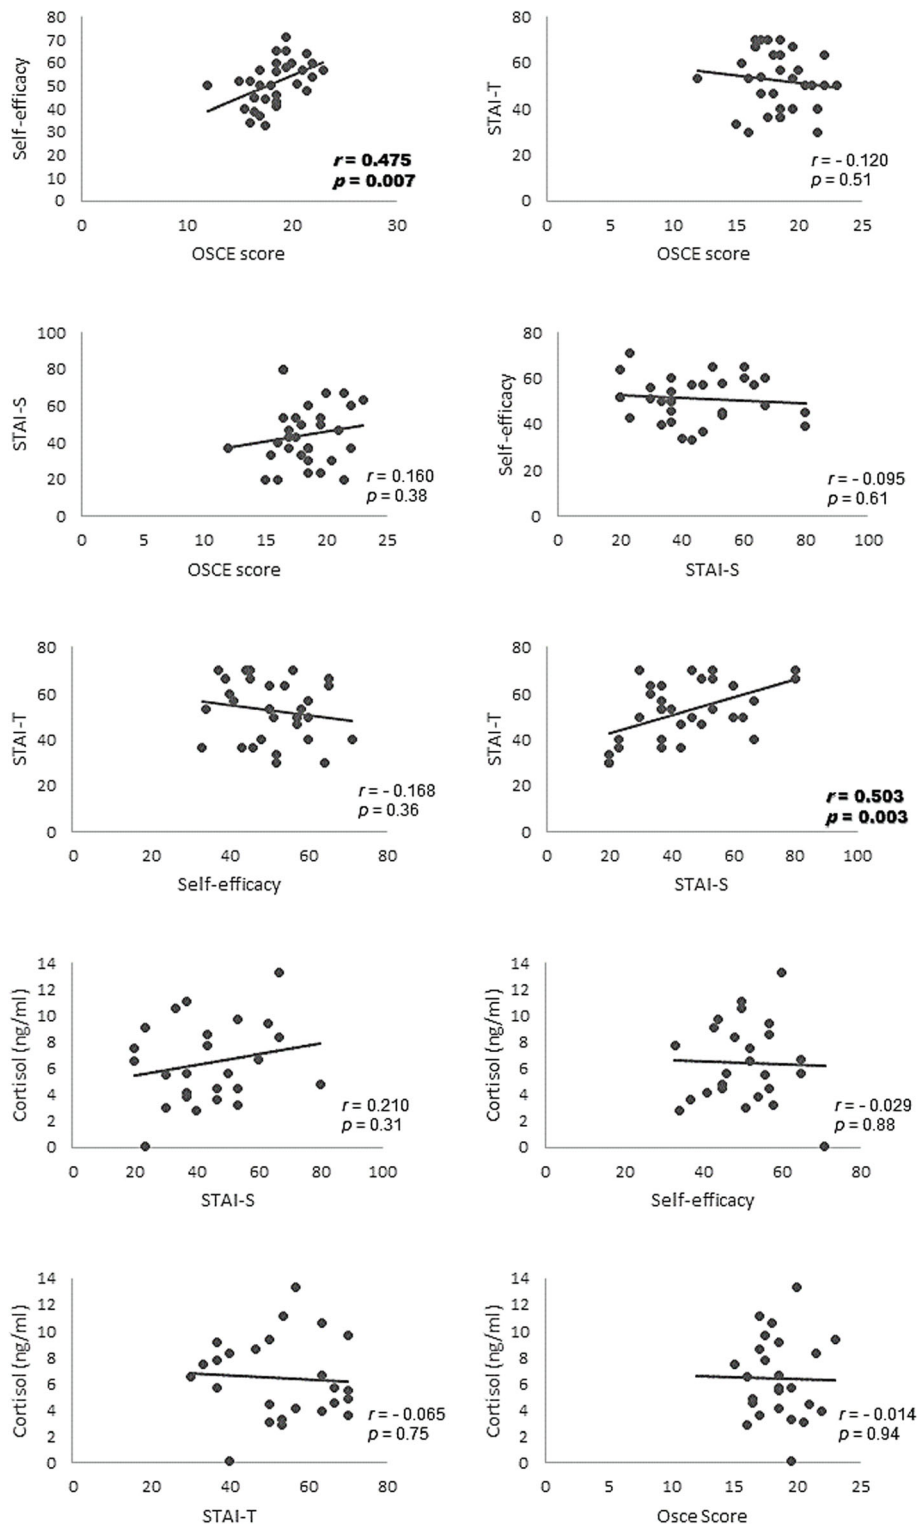 80
70
60
50
40
30
20
10
0
Self-efficacy
r = 0.475
p = 0.007
0 10 20 30
OSCE score
80
60
40
20
0
STAI-T
r = - 0.120
p = 0.51
0 5 10 15 20 25
OSCE score
100
80
60
40
20
0
STAI-S
r = 0.160
p = 0.38
0 5 10 15 20 25
OSCE score
80
60
40
20
0
Self-efficacy
r = - 0.095
p = 0.61
0 20 40 60 80 100
STAI-S
80
60
40
20
0
STAI-T
r = - 0.168
p = 0.36
0 20 40 60 80
Self-efficacy
80
60
40
20
0
STAI-T
r = 0.503
p = 0.003
0 20 40 60 80 100
STAI-S
14
12
10
8
6
4
2
0
Cortisol (ng/ml)
r = 0.210
p = 0.31
0 20 40 60 80 100
STAI-S
14
12
10
8
6
4
2
0
Cortisol (ng/ml)
r = - 0.029
p = 0.88
0 20 40 60 80
Self-efficacy
14
12
10
8
6
4
2
0
Cortisol (ng/ml)
r = - 0.065
p = 0.75
0 20 40 60 80
STAI-T
14
12
10
8
6
4
2
0
Cortisol (ng/ml)
r = - 0.014
p = 0.94
0 5 10 15 20 25
Osce Score